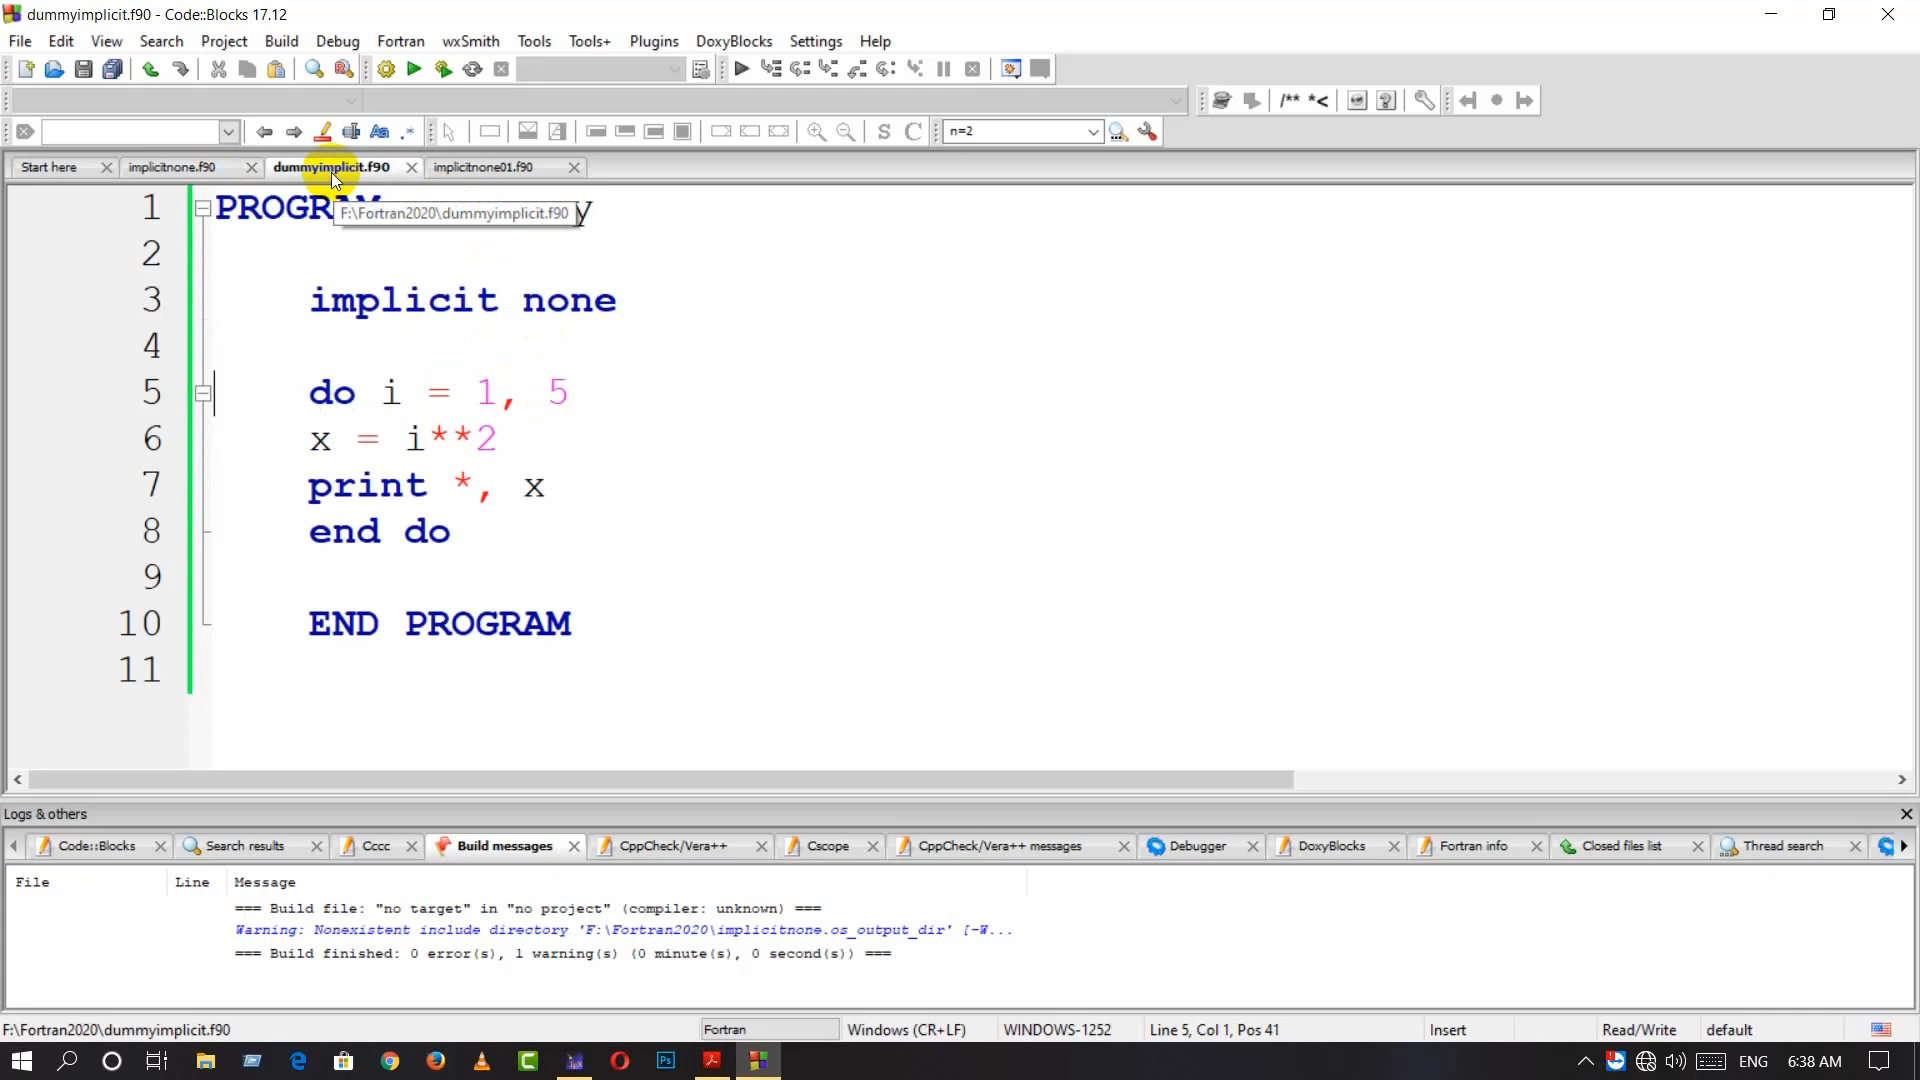 dummyimplicit.f90 - Code::Blocks 17.12
File Edit View Search Project Build Debug Fortran wxSmith Tools Tools+ Plugins DoxyBlocks Settings Help
/** *<
.*
S C n=2
Start here implicitnone.f90 dummyimplicit.f90 implicitnone01.f90
1 PROGRAM y
F:\Fortran2020\dummyimplicit.f90
2
3 implicit none
4
5 do i = 1, 5
6 x = i**2
7 print *, x
8 end do
9
10 END PROGRAM
11
Logs & others
Code::Blocks Search results Cccc Build messages CppCheck/Vera++ Cscope CppCheck/Vera++ messages Debugger DoxyBlocks Fortran info Closed files list Thread search
File Line Message
=== Build file: "no target" in "no project" (compiler: unknown) ===
Warning: Nonexistent include directory 'F:\Fortran2020\implicitnone.os_output_dir' [-W...
=== Build finished: 0 error(s), 1 warning(s) (0 minute(s), 0 second(s)) ===
F:\Fortran2020\dummyimplicit.f90 Fortran Windows (CR+LF) WINDOWS-1252 Line 5, Col 1, Pos 41 Insert Read/Write default
ENG 6:38 AM